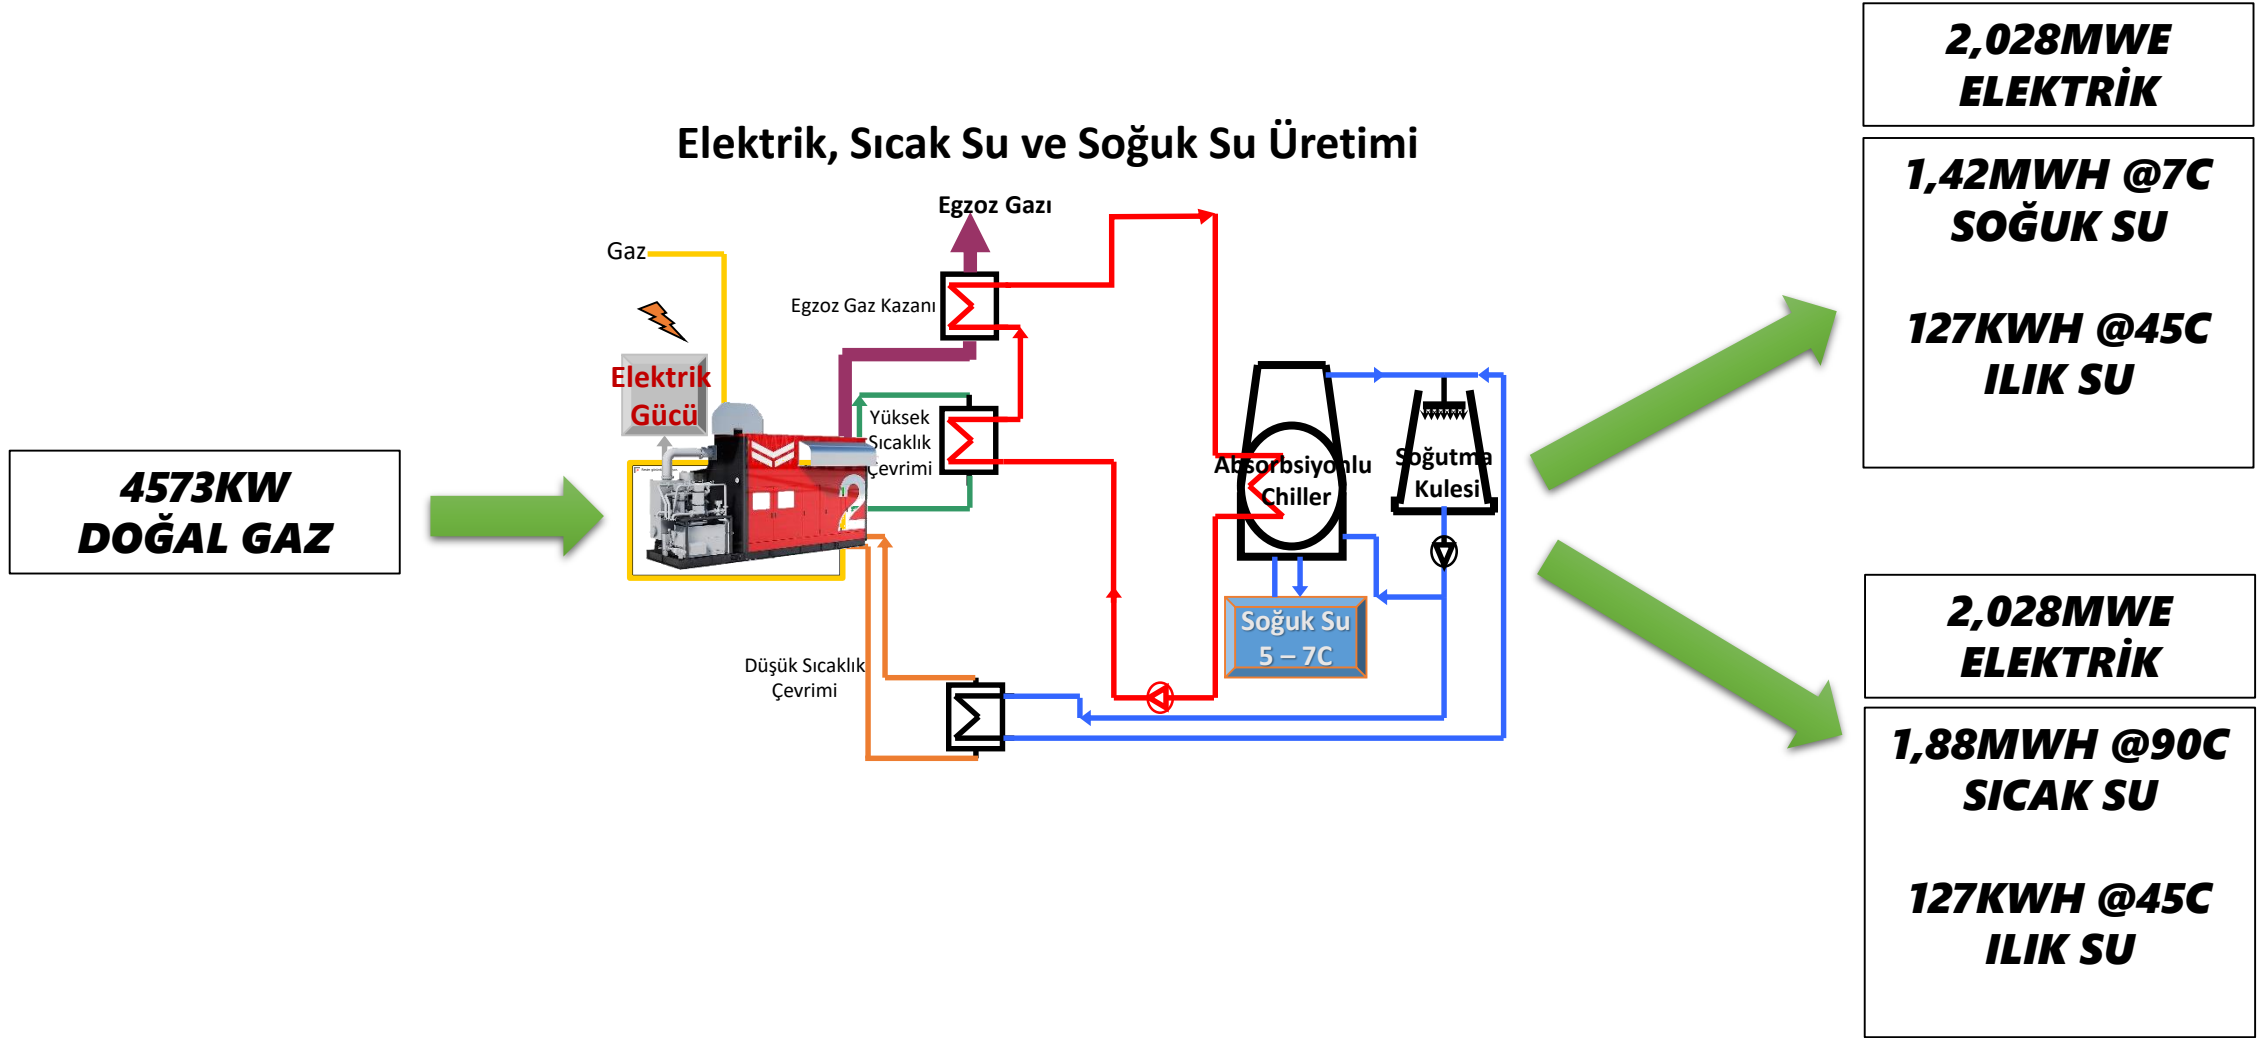 Elektrik, Sıcak Su ve Soğuk Su Üretimi
4573KW
DOĞAL GAZ
Gaz
Elektrik
Gücü
Egzoz Gazı
Egzoz Gaz Kazanı
Yüksek
Sıcaklık
Çevrimi
2
Düşük Sıcaklık
Çevrimi
Absorbsiyonlu
Chiller
Soğutma
Kulesi
Soğuk Su
5 – 7C
2,028MWE
ELEKTRİK
1,42MWH @7C
SOĞUK SU
127KWH @45C
ILIK SU
2,028MWE
ELEKTRİK
1,88MWH @90C
SICAK SU
127KWH @45C
ILIK SU